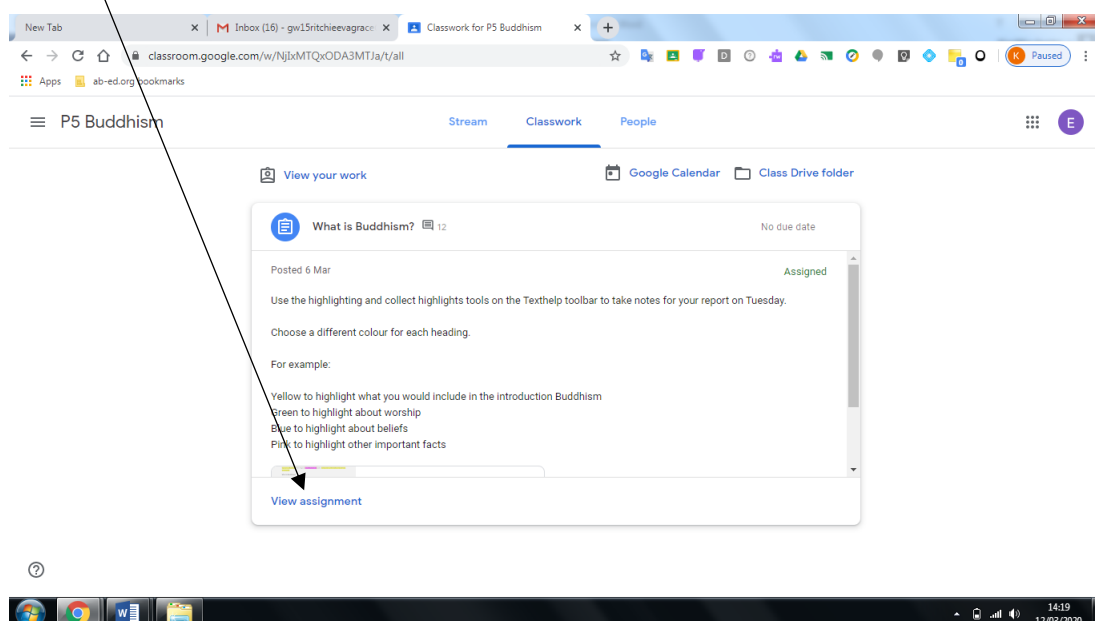 New Tab
Inbox (16) - gw15ritchieevagrace
Classwork for P5 Buddhism
classroom.google.com/w/NjIxMTQxODA3MTJa/t/all
K Paused
Apps ab-ed.org bookmarks
P5 Buddhism
Stream Classwork People
E
View your work
Google Calendar Class Drive folder
What is Buddhism? 12 No due date
Posted 6 Mar Assigned
Use the highlighting and collect highlights tools on the Texthelp toolbar to take notes for your report on Tuesday.
Choose a different colour for each heading.
For example:
Yellow to highlight what you would include in the introduction Buddhism
Green to highlight about worship
Blue to highlight about beliefs
Pink to highlight other important facts
View assignment
14:19
12/03/2020